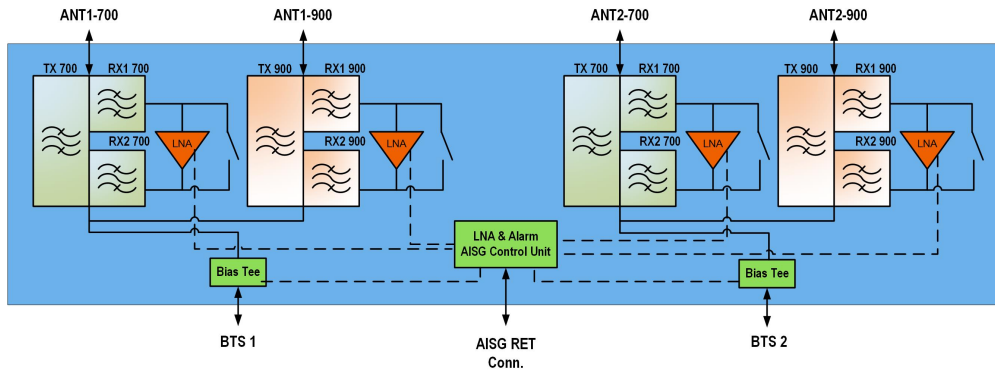 ANT1-700
ANT1-900
ANT2-700
ANT2-900
TX 700
RX1 700
TX 900
RX1 900
TX 700
RX1 700
TX 900
RX1 900
LNA
LNA
LNA
LNA
RX2 700
RX2 900
RX2 700
RX2 900
LNA & Alarm
AISG Control Unit
Bias Tee
Bias Tee
BTS 1
AISG RET
Conn.
BTS 2